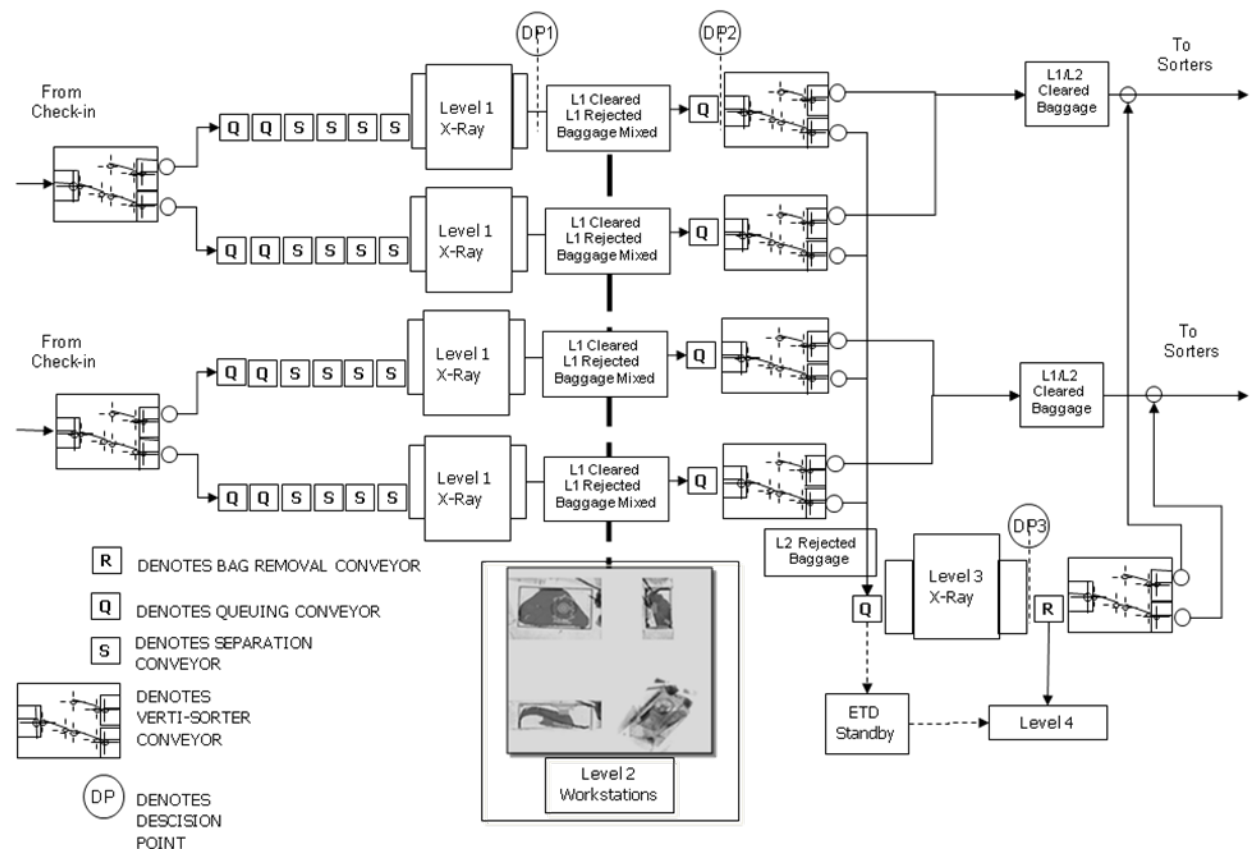 DP1
DP2
To
Sorters
From
Check-in
L1/L2
Cleared
Baggage
Q Q S S S S
Level 1
X-Ray
L1 Cleared
L1 Rejected
Baggage Mixed
Q
Q Q S S S S
Level 1
X-Ray
L1 Cleared
L1 Rejected
Baggage Mixed
Q
From
Check-in
To
Sorters
Q Q S S S S
Level 1
X-Ray
L1 Cleared
L1 Rejected
Baggage Mixed
Q
L1/L2
Cleared
Baggage
Q Q S S S S
Level 1
X-Ray
L1 Cleared
L1 Rejected
Baggage Mixed
Q
L2 Rejected
Baggage
DP3
Level 3
X-Ray
Q
R
ETD
Standby
Level 4
R DENOTES BAG REMOVAL CONVEYOR
Q DENOTES QUEUING CONVEYOR
S DENOTES SEPARATION
CONVEYOR
DENOTES
VERTI-SORTER
CONVEYOR
DP DENOTES
DESCISION
POINT
Level 2
Workstations